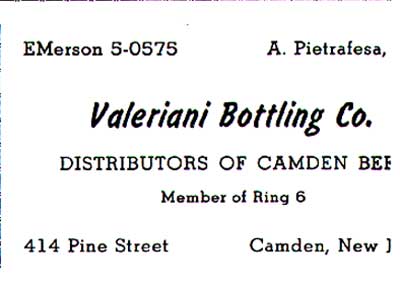 EMerson 5-0575 A. Pietrafesa,
Valeriani Bottling Co.
DISTRIBUTORS OF CAMDEN
Member of Ring 6
414 Pine Street Camden, New